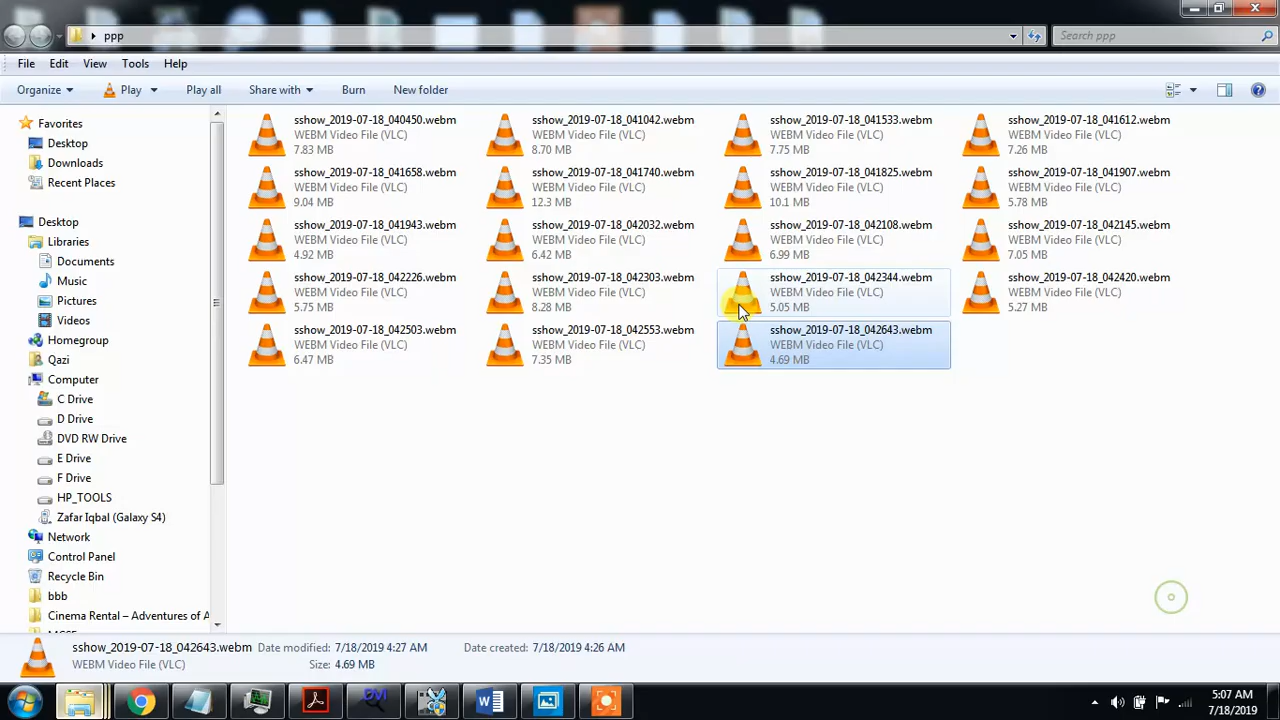 ppp
Search ppp
File Edit View Tools Help
Organize Play Play all Share with Burn New folder
Favorites
Desktop
Downloads
Recent Places
Desktop
Libraries
Documents
Music
Pictures
Videos
Homegroup
Qazi
Computer
C Drive
D Drive
DVD RW Drive
E Drive
F Drive
HP_TOOLS
Zafar Iqbal (Galaxy S4)
Network
Control Panel
Recycle Bin
bbb
Cinema Rental – Adventures of A
sshow_2019-07-18_040450.webm
WEBM Video File (VLC)
7.83 MB
sshow_2019-07-18_041042.webm
WEBM Video File (VLC)
8.70 MB
sshow_2019-07-18_041533.webm
WEBM Video File (VLC)
7.75 MB
sshow_2019-07-18_041612.webm
WEBM Video File (VLC)
7.26 MB
sshow_2019-07-18_041658.webm
WEBM Video File (VLC)
9.04 MB
sshow_2019-07-18_041740.webm
WEBM Video File (VLC)
12.3 MB
sshow_2019-07-18_041825.webm
WEBM Video File (VLC)
10.1 MB
sshow_2019-07-18_041907.webm
WEBM Video File (VLC)
5.78 MB
sshow_2019-07-18_041943.webm
WEBM Video File (VLC)
4.92 MB
sshow_2019-07-18_042032.webm
WEBM Video File (VLC)
6.42 MB
sshow_2019-07-18_042108.webm
WEBM Video File (VLC)
6.99 MB
sshow_2019-07-18_042145.webm
WEBM Video File (VLC)
7.05 MB
sshow_2019-07-18_042226.webm
WEBM Video File (VLC)
5.75 MB
sshow_2019-07-18_042303.webm
WEBM Video File (VLC)
8.28 MB
sshow_2019-07-18_042344.webm
WEBM Video File (VLC)
5.05 MB
sshow_2019-07-18_042420.webm
WEBM Video File (VLC)
5.27 MB
sshow_2019-07-18_042503.webm
WEBM Video File (VLC)
6.47 MB
sshow_2019-07-18_042553.webm
WEBM Video File (VLC)
7.35 MB
sshow_2019-07-18_042643.webm
WEBM Video File (VLC)
4.69 MB
sshow_2019-07-18_042643.webm Date modified: 7/18/2019 4:27 AM Date created: 7/18/2019 4:26 AM
WEBM Video File (VLC) Size: 4.69 MB
5:07 AM
7/18/2019